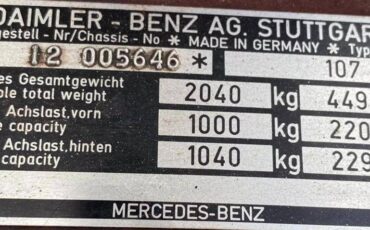 DAIMLER - BENZ AG. STUTTGAR
gestell - Nr/Chassis - No * MADE IN GERMANY * Typ
12 005646 * 107
es Gesamtgewicht
ble total weight 2040 kg 449
Achslast,vorn
e capacity 1000 kg 220
Achslast,hinten
capacity 1040 kg 229
MERCEDES-BENZ